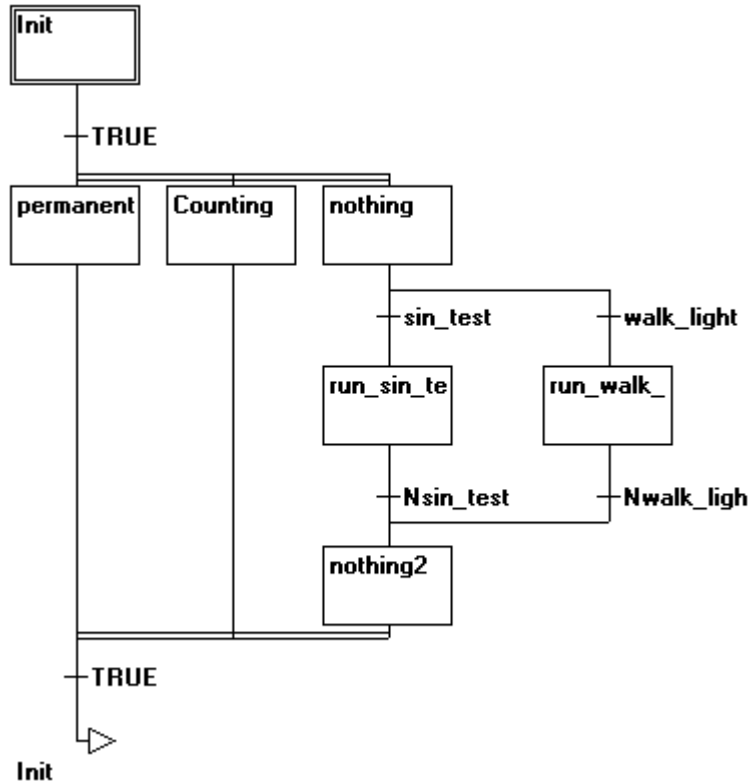 Init
TRUE
permanent
Counting
nothing
sin_test
walk_light
run_sin_te
run_walk_
Nsin_test
Nwalk_ligh
nothing2
TRUE
Init